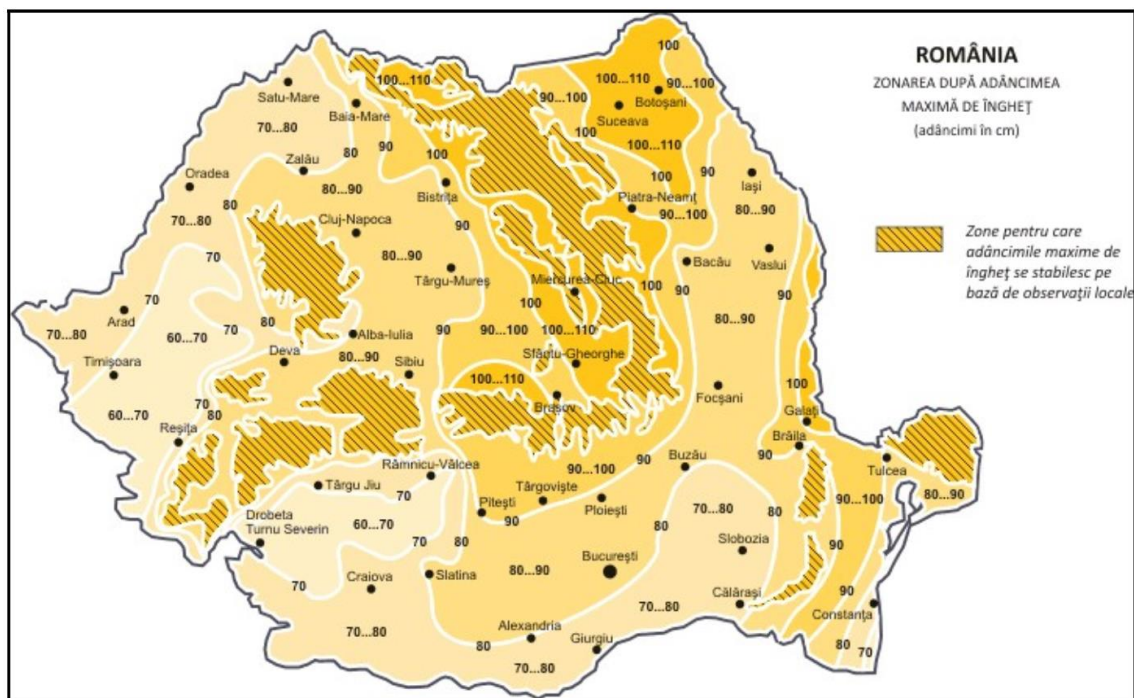 ROMÂNIA
ZONAREA DUPĂ ADÂNCIMEA
MAXIMĂ DE ÎNGHEȚ
(adâncimi în cm)
Zone pentru care
adâncimile maxime de
îngheț se stabilesc pe
bază de observații locale
100
100...110
100...110
90...100
Satu-Mare
90...100
Botoșani
Baia-Mare
Suceava
70...80
100
90
80
100
100...110
Zalău
90
Oradea
100
Iași
80...90
Bistrița
Piatra-Neamț
80
80...90
70...80
Cluj-Napoca
90...100
90
70
80...90
Bacău
Vaslui
Târgu-Mureș
Miercurea-Ciuc
90
100
100
90
70
Arad
80...90
70...80
60...70
70
80
Alba-Iulia
90
90...100
100...110
Timișoara
Deva
80...90
Sfântu-Gheorghe
Sibiu
100...110
100
Focșani
Brașov
70
60...70
80
Galați
Reșița
Brăila
Buzău
90
90
Râmnicu-Vâlcea
90...100
Tulcea
Târgu Jiu
70
Târgoviște
80...90
90...100
Pitești
Ploiești
70...80
80
Drobeta
Turnu Severin
60...70
90
80
70
80
Slobozia
București
90
80...90
70
Craiova
Slatina
90
Călărași
70...80
Constanța
Alexandria
70...80
80
Giurgiu
80
70
70...80